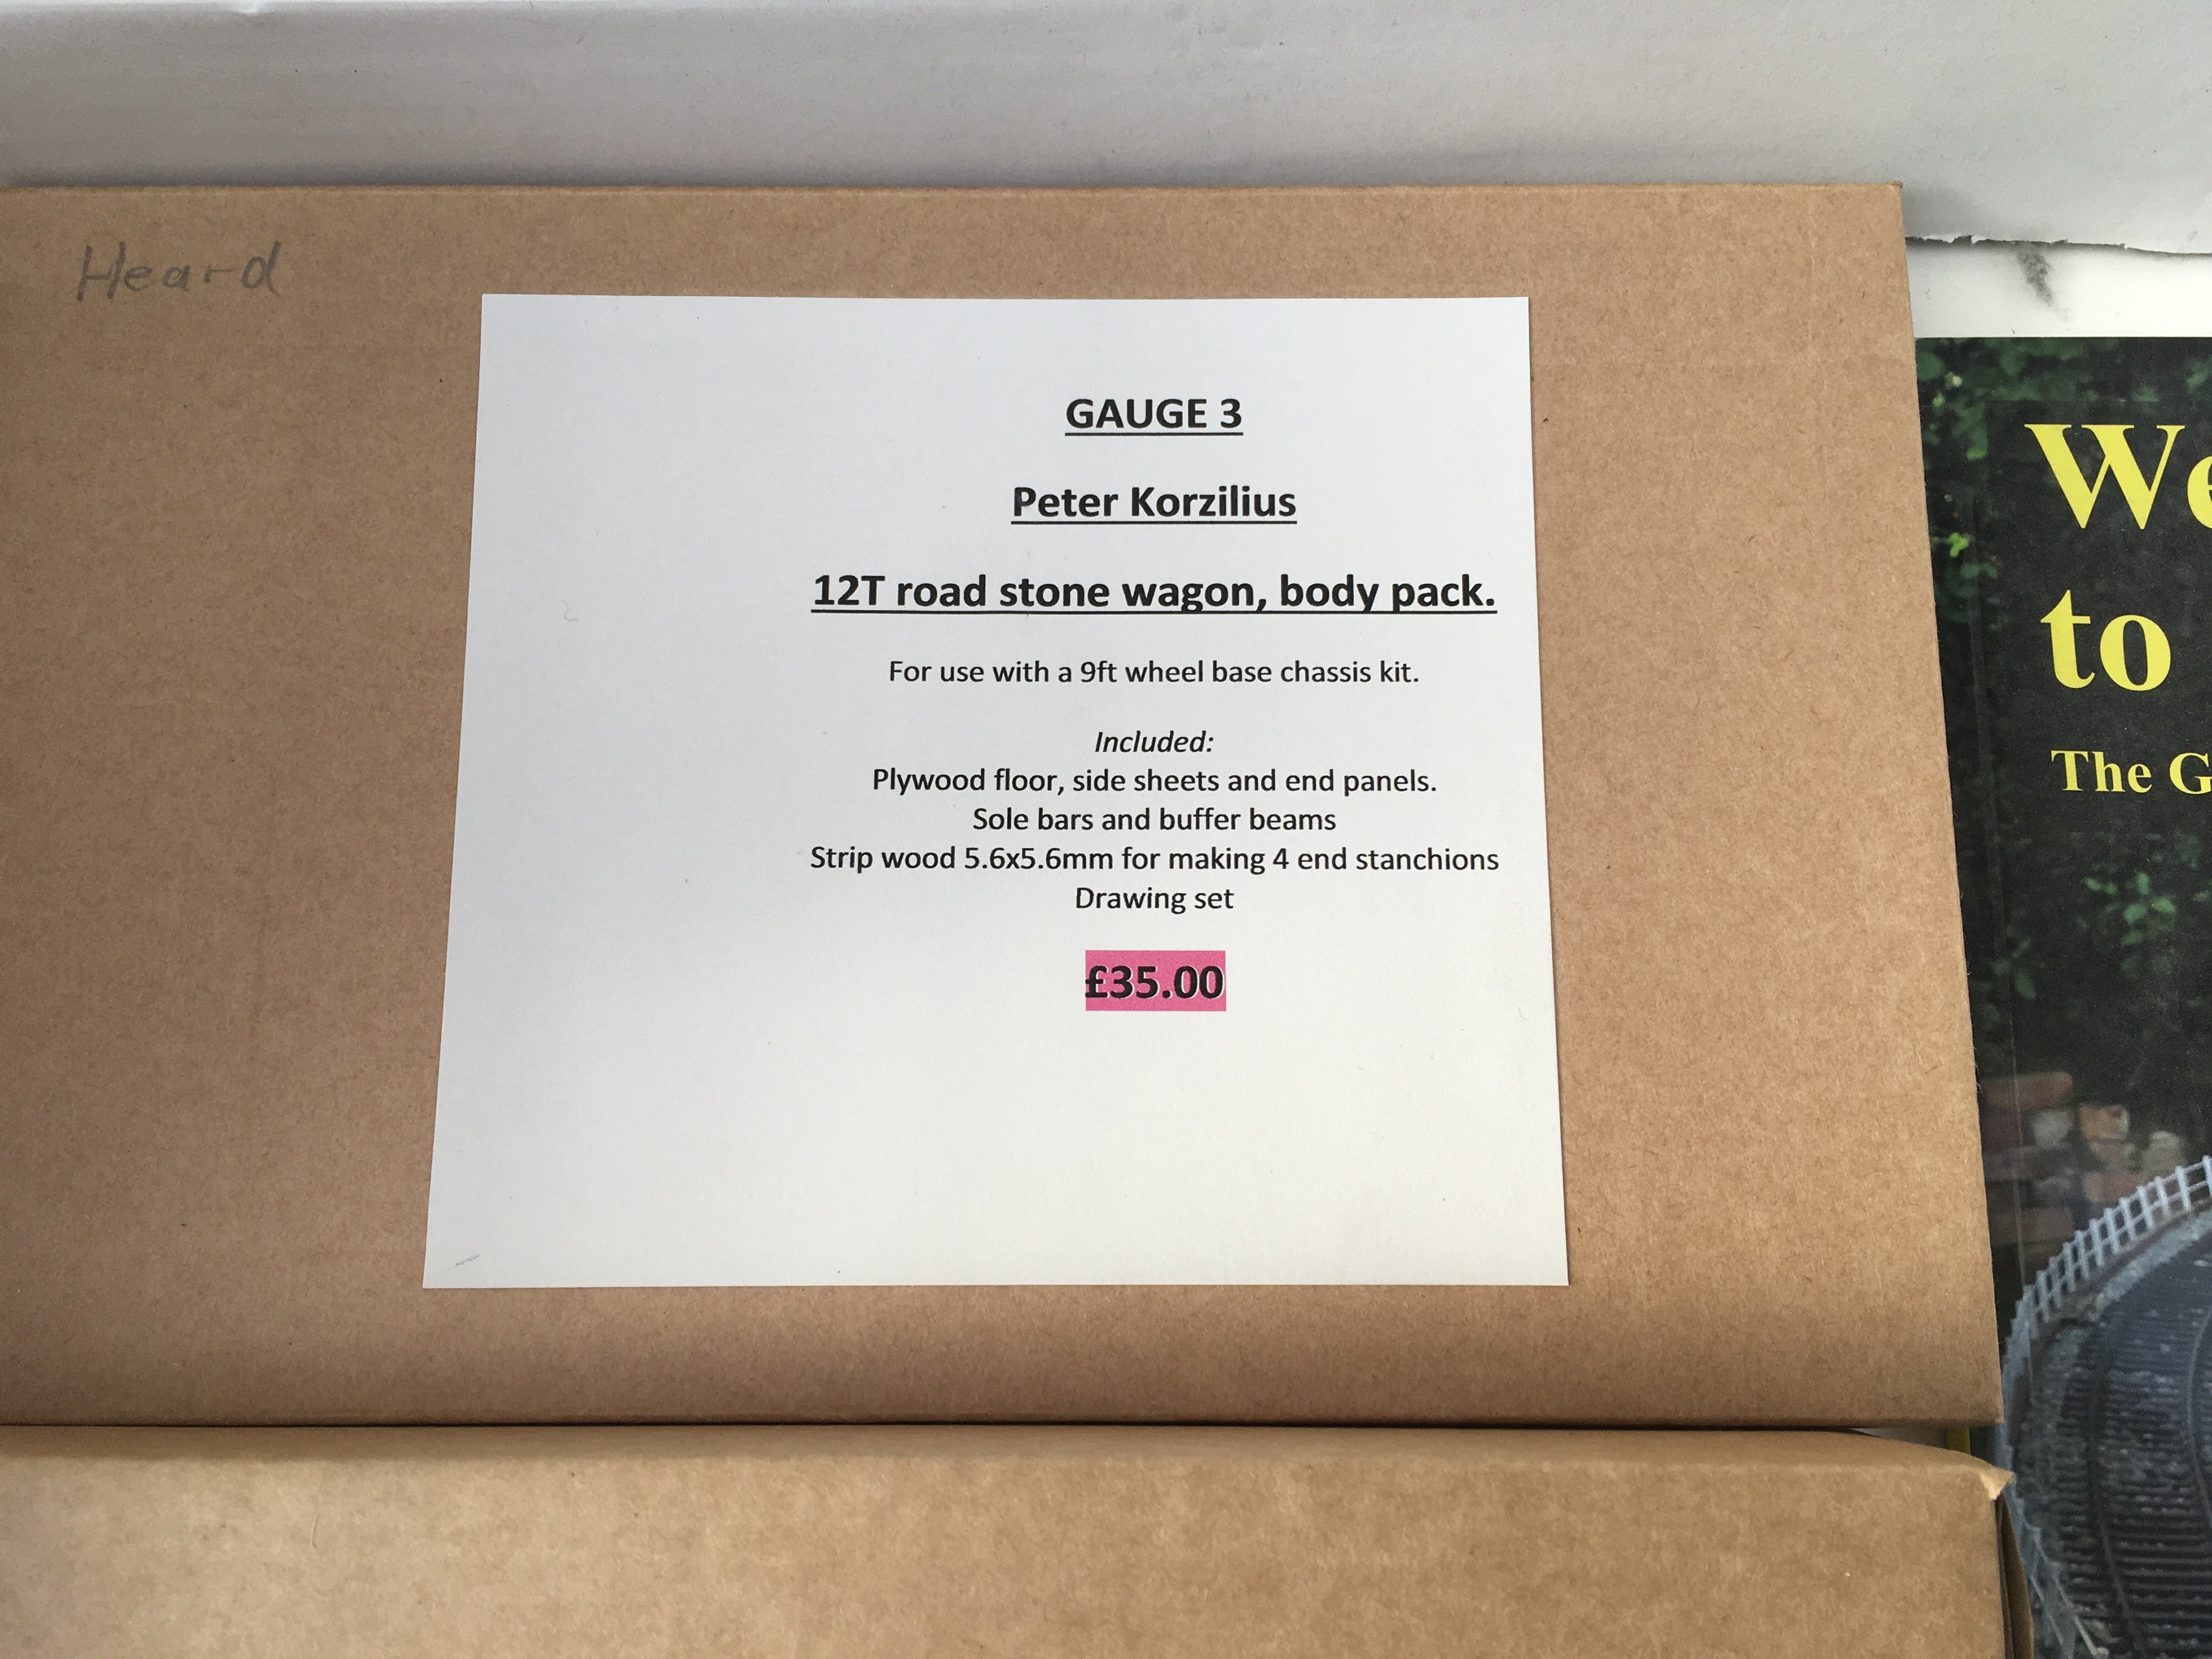 Heard
GAUGE 3
Peter Korzilius
12T road stone wagon, body pack.
For use with a 9ft wheel base chassis kit.
Included:
Plywood floor, side sheets and end panels.
Sole bars and buffer beams
Strip wood 5.6x5.6mm for making 4 end stanchions
Drawing set
£35.00
We
to
The G